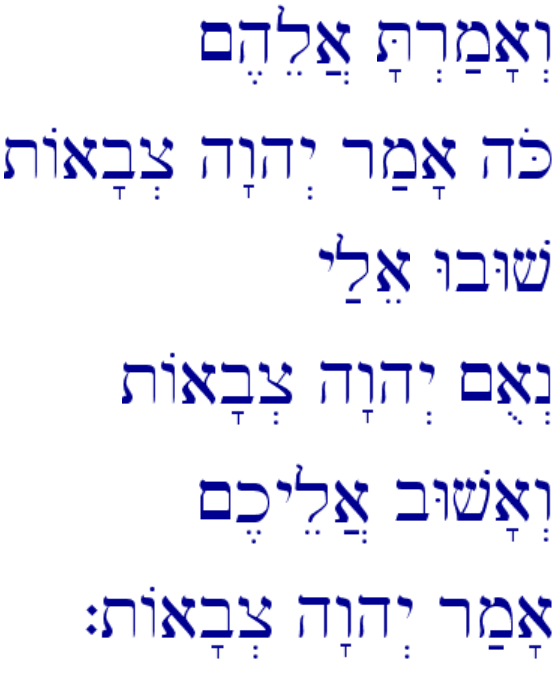 וְאָמַרְתָּ אֲלֵהֶם
כֹּה אָמַר יְהוָה צְבָאוֹת
שׁוּבוּ אֵלַי
נְאֻם יְהוָה צְבָאוֹת
וְאָשׁוּב אֲלֵיכֶם
אָמַר יְהוָה צְבָאוֹת׃